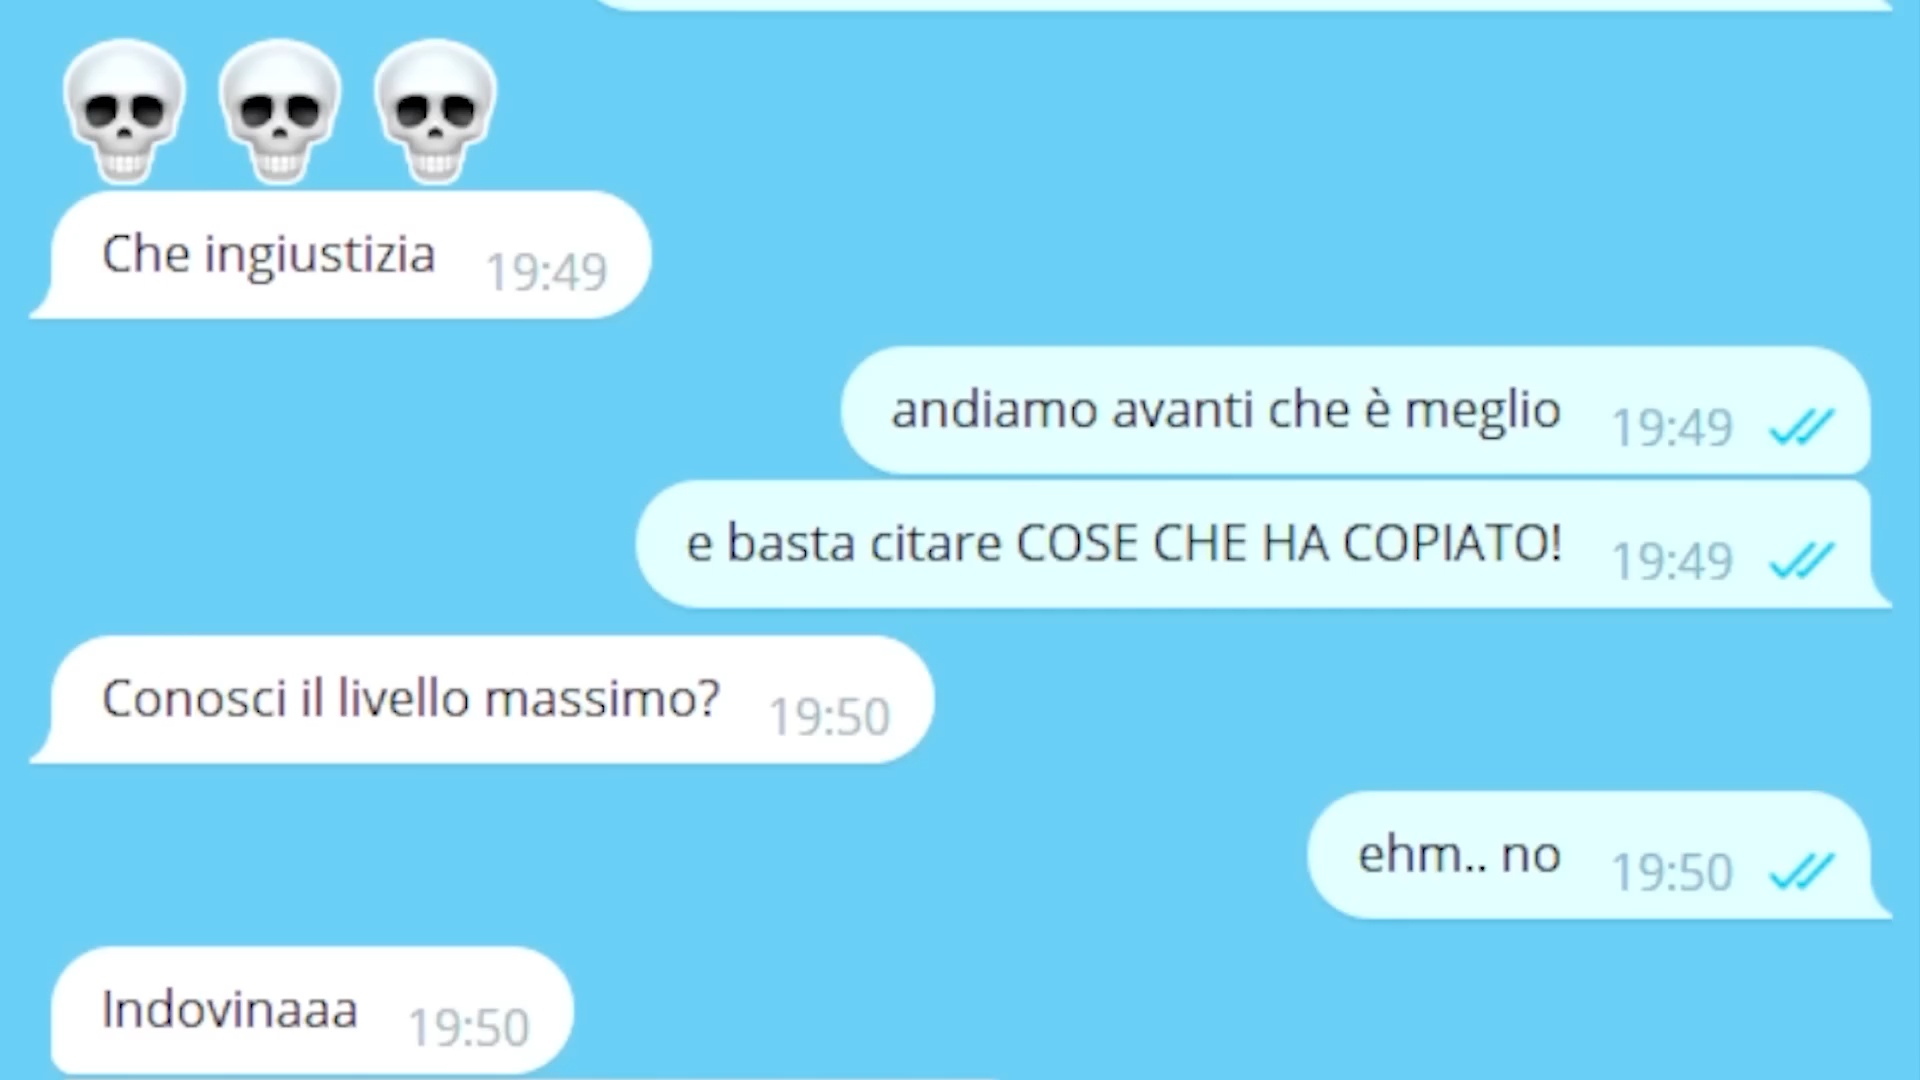 💀 💀 💀
Che ingiustizia 19:49
andiamo avanti che è meglio 19:49
e basta citare COSE CHE HA COPIATO! 19:49
Conosci il livello massimo? 19:50
ehm.. no 19:50
Indovinaaa 19:50